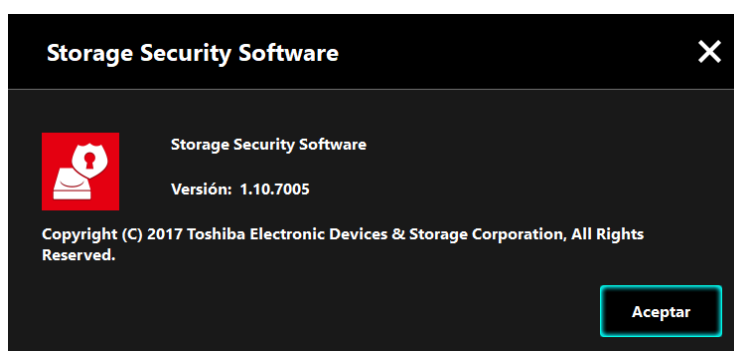 Storage Security Software
Storage Security Software
Versión: 1.10.7005
Copyright (C) 2017 Toshiba Electronic Devices & Storage Corporation, All Rights
Reserved.
Aceptar